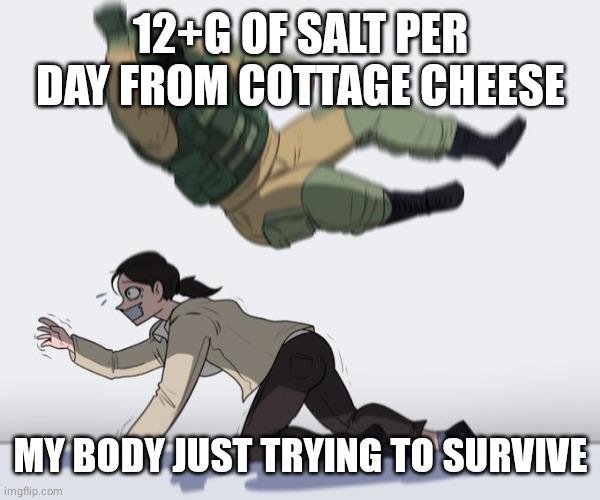 12+G OF SALT PER
DAY FROM COTTAGE CHEESE
MY BODY JUST TRYING TO SURVIVE
imgflip.com